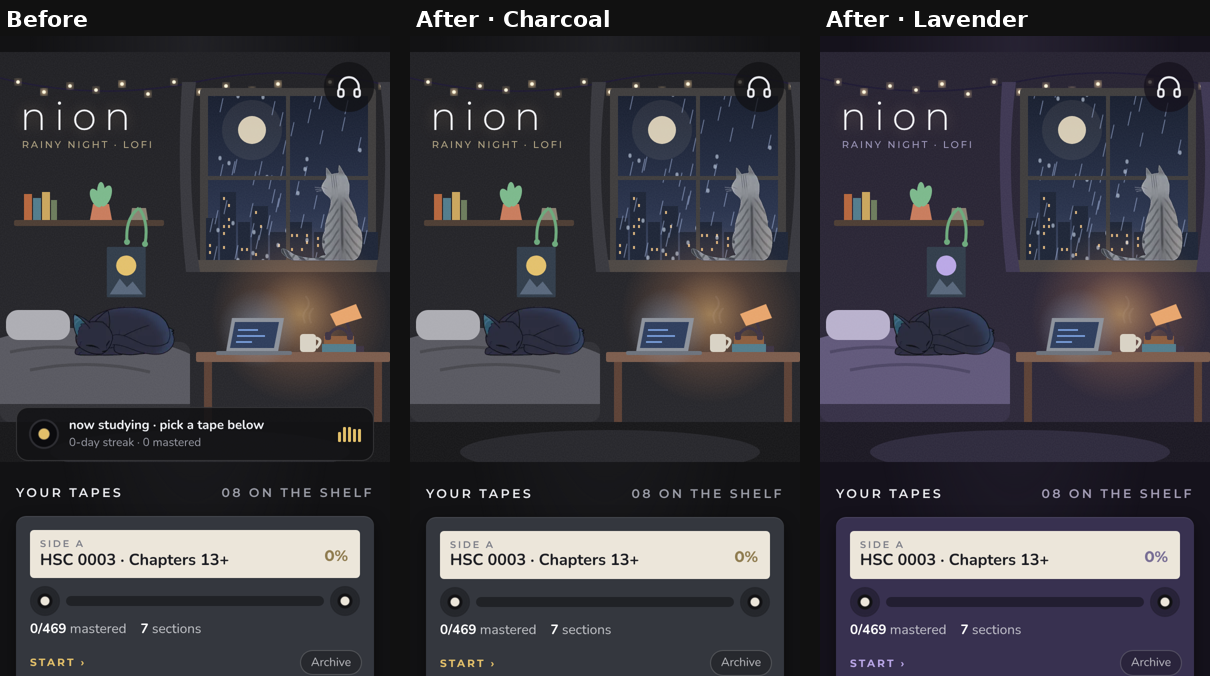 Before
nion
RAINY NIGHT · LOFI
now studying · pick a tape below
0-day streak · 0 mastered
YOUR TAPES
08 ON THE SHELF
SIDE A
HSC 0003 · Chapters 13+
0%
0/469 mastered 7 sections
START ›
Archive
After · Charcoal
nion
RAINY NIGHT · LOFI
YOUR TAPES
08 ON THE SHELF
SIDE A
HSC 0003 · Chapters 13+
0%
0/469 mastered 7 sections
START ›
Archive
After · Lavender
nion
RAINY NIGHT · LOFI
YOUR TAPES
08 ON THE SHELF
SIDE A
HSC 0003 · Chapters 13+
0%
0/469 mastered 7 sections
START ›
Archive